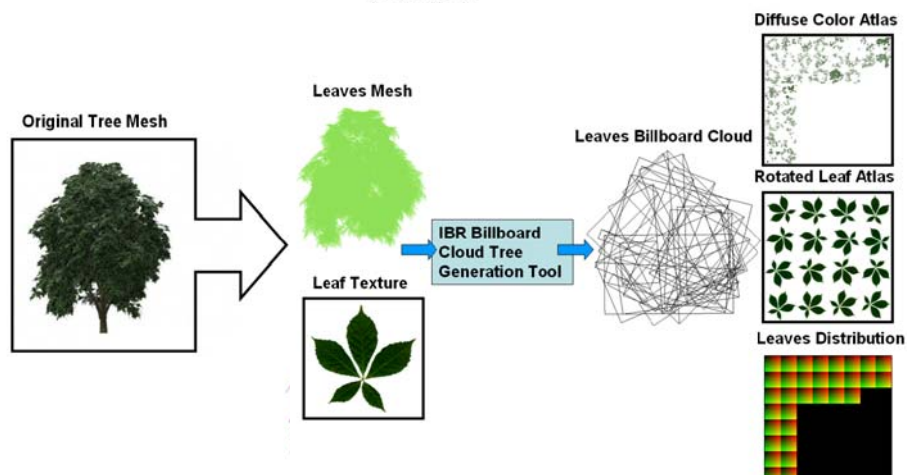 Original Tree Mesh
Leaves Mesh
Leaf Texture
IBR Billboard
Cloud Tree
Generation Tool
Leaves Billboard Cloud
Diffuse Color Atlas
Rotated Leaf Atlas
Leaves Distribution